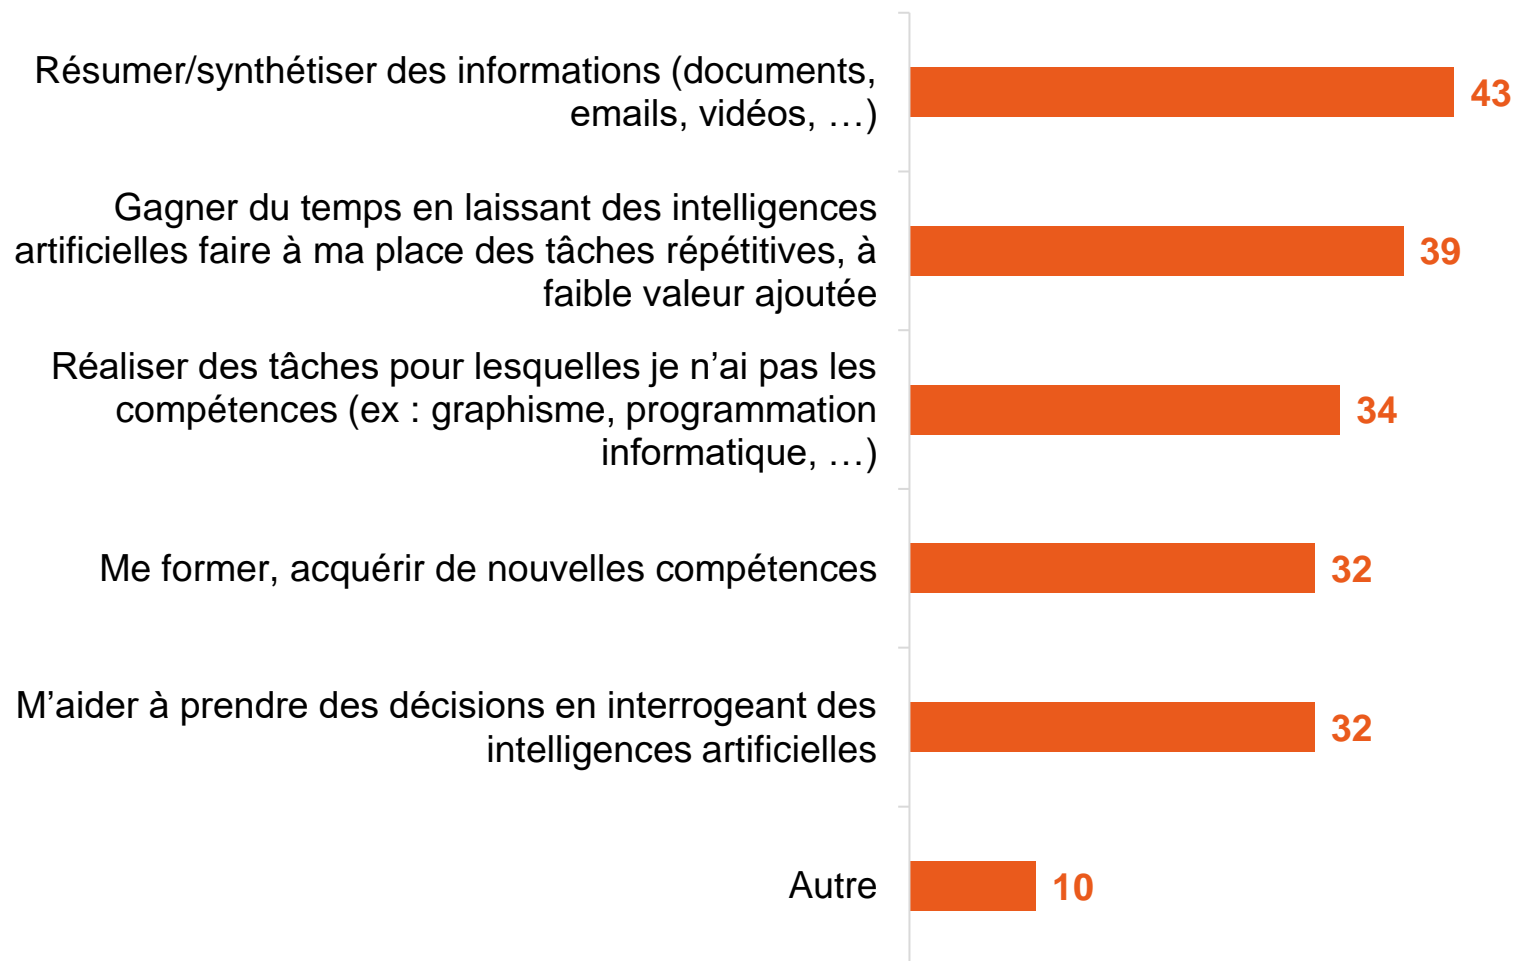 Résumer/synthétiser des informations (documents,
emails, vidéos, …)
43
Gagner du temps en laissant des intelligences
artificielles faire à ma place des tâches répétitives, à
faible valeur ajoutée
39
Réaliser des tâches pour lesquelles je n’ai pas les
compétences (ex : graphisme, programmation
informatique, …)
34
Me former, acquérir de nouvelles compétences
32
M’aider à prendre des décisions en interrogeant des
intelligences artificielles
32
Autre
10